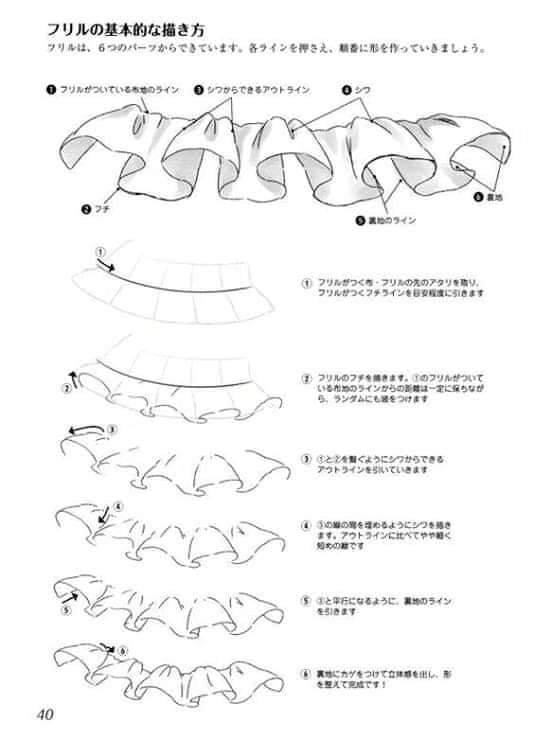 フリルの基本的な描き方
フリルは、6つのパーツからできています。各ラインを押さえ、順番に形を作っていきましょう。
❶ フリルがついている布地のライン
❸ シワからできるアウトライン
❹ シワ
❷ フチ
❺ 裏地のライン
❻ 裏地
①
① フリルがつく布・フリルの先のアタリを取り、
フリルがつくフチラインを目安程度に引きます
②
② フリルのフチを描きます。①のフリルがついて
いる布地のラインからの距離は一定に保ちなが
ら、ランダムにも波をつけます
③
③ ①と②を繋ぐようにシワからできる
アウトラインを引いていきます
④
④ ③の線の間を埋めるようにシワを描き
ます。アウトラインに比べてやや細く
短めの線です
⑤
⑤ ②と平行になるように、裏地のライン
を引きます
⑥
⑥ 裏地にカゲをつけて立体感を出し、形
を整えて完成です！
40